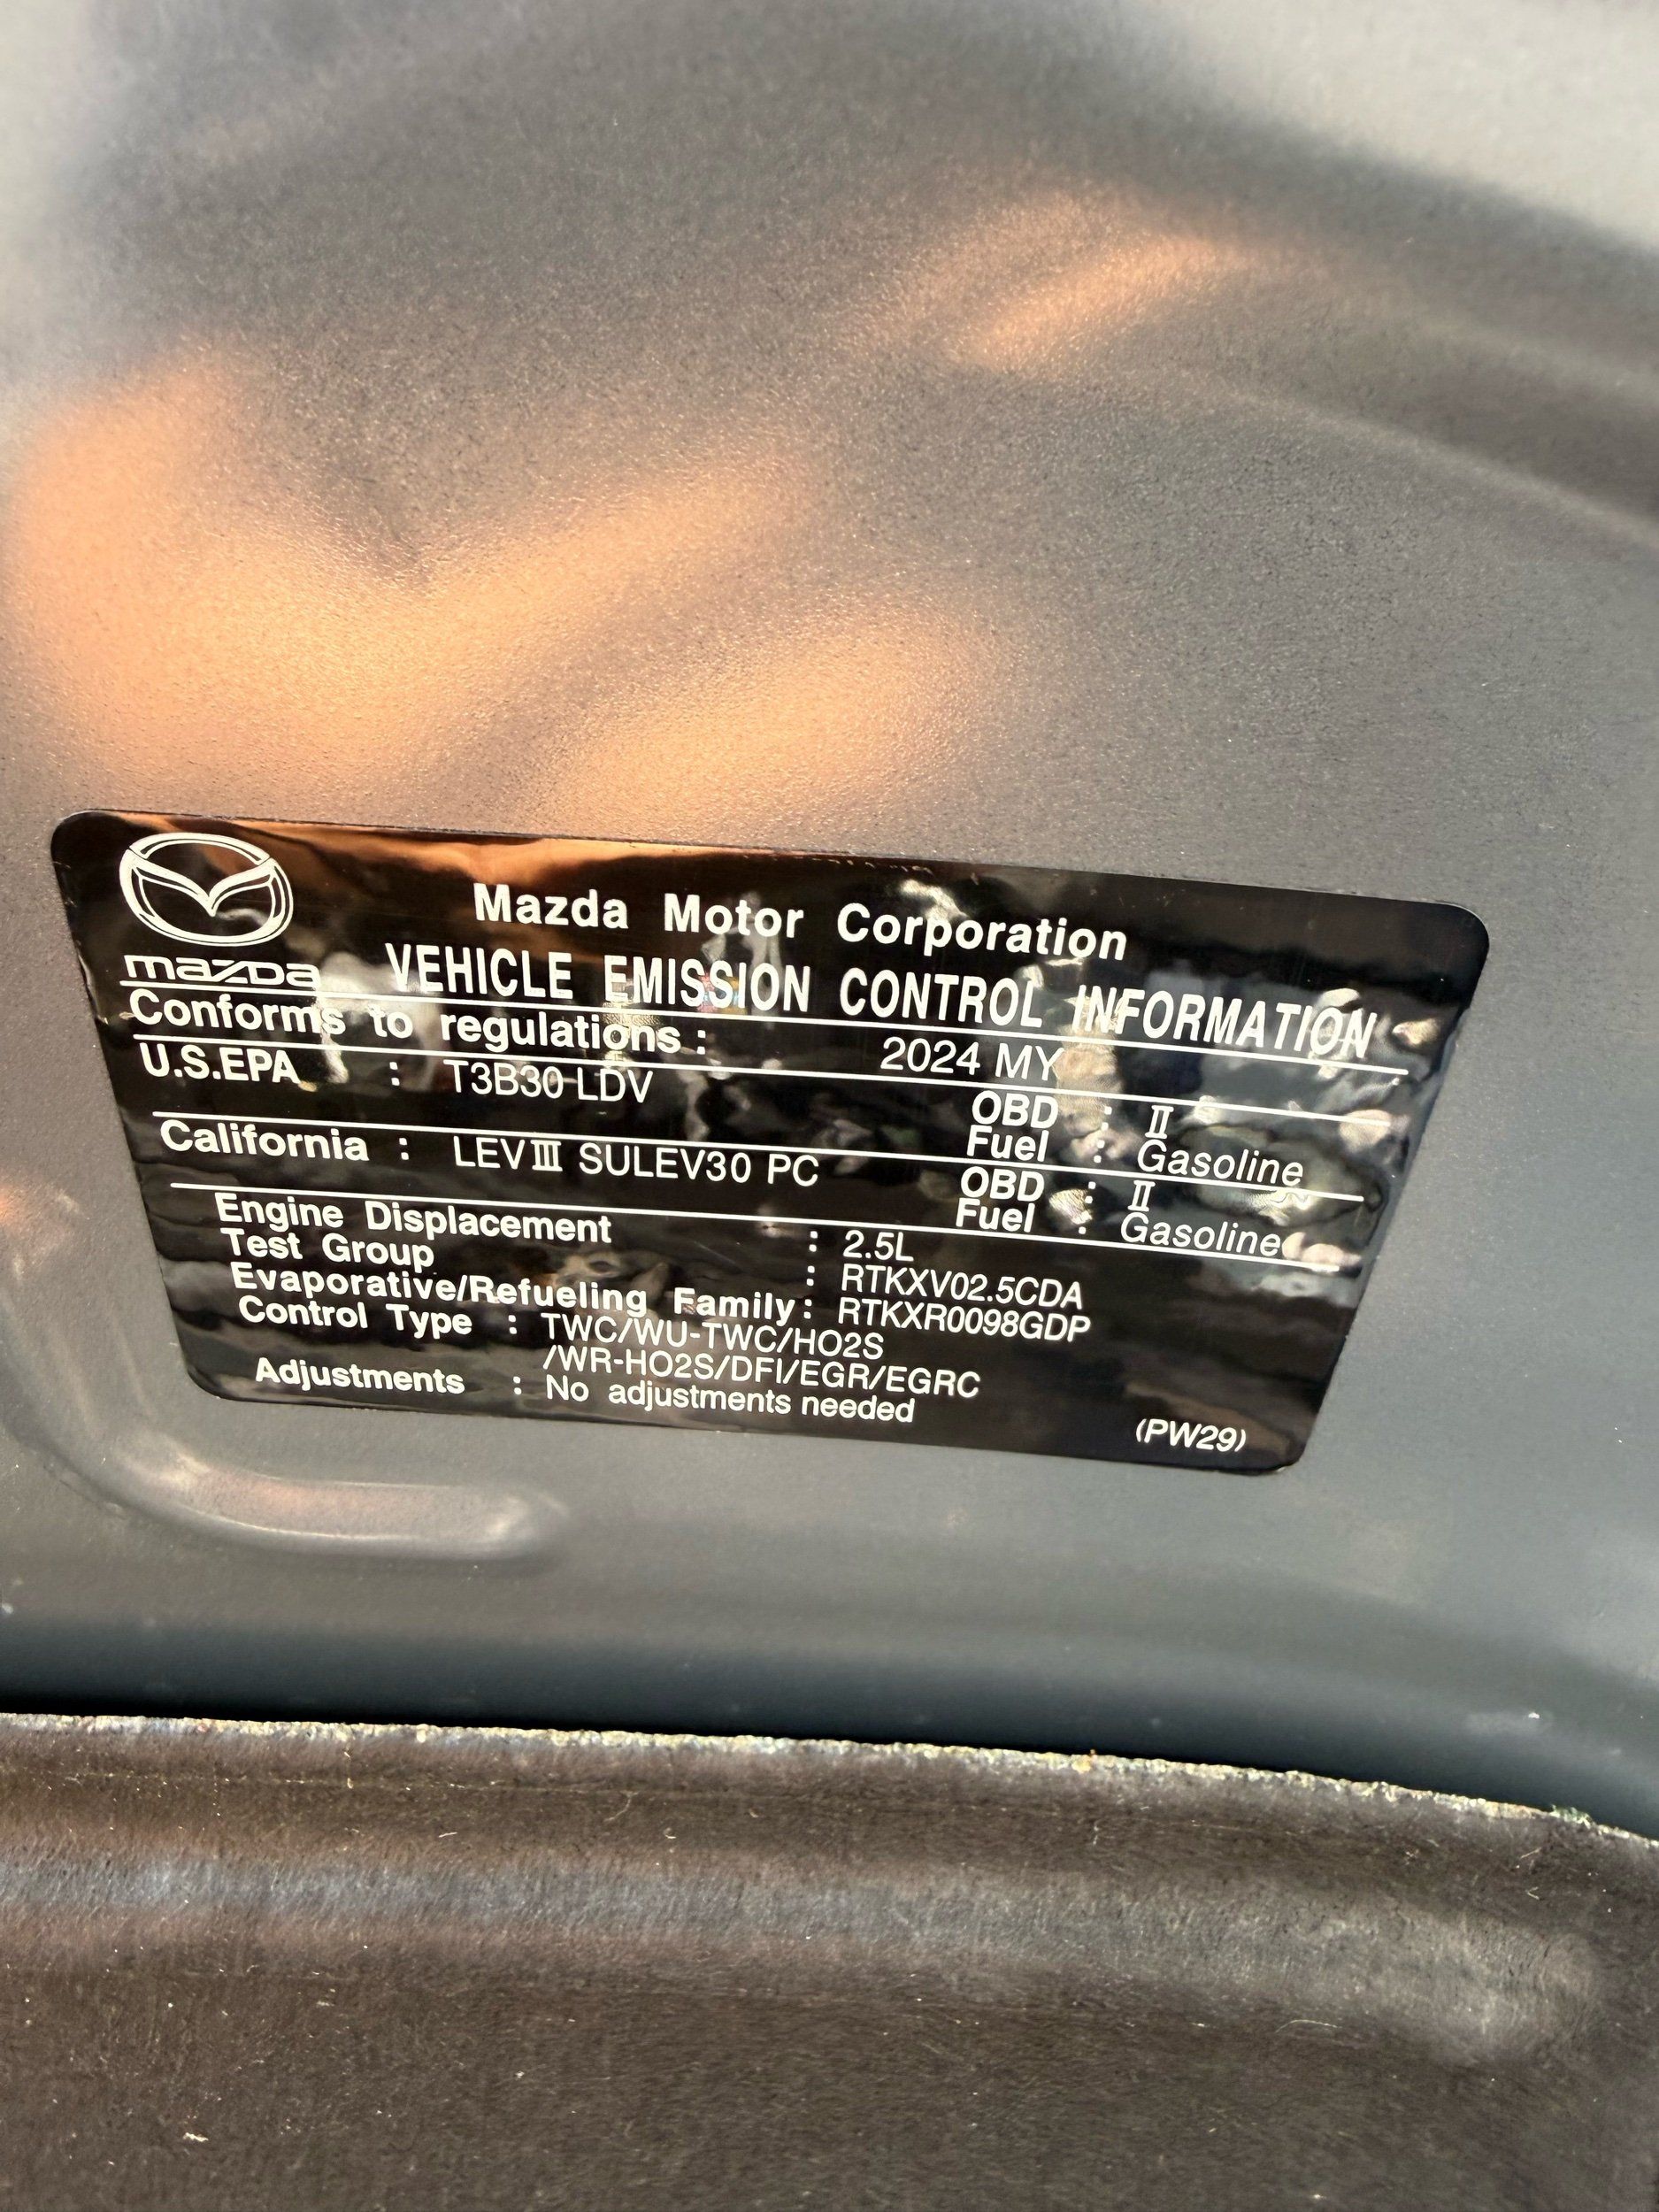 Mazda Motor Corporation
mazda VEHICLE EMISSION CONTROL INFORMATION
Conforms to regulations : 2024 MY
U.S.EPA : T3B30 LDV OBD : II
Fuel : Gasoline
California : LEVIII SULEV30 PC OBD : II
Fuel : Gasoline
Engine Displacement : 2.5L
Test Group : RTKXV02.5CDA
Evaporative/Refueling Family : RTKXR0098GDP
Control Type : TWC/WU-TWC/HO2S
/WR-HO2S/DFI/EGR/EGRC
Adjustments : No adjustments needed
(PW29)